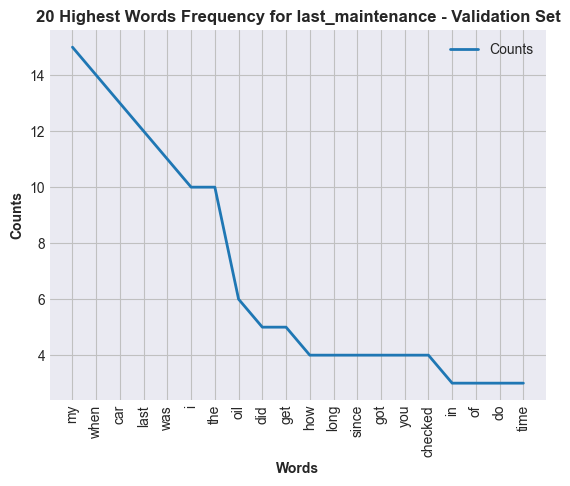 20 Highest Words Frequency for last_maintenance - Validation Set
Counts
14
12
10
8
6
4
Counts
my
when
car
last
was
i
the
oil
did
get
how
long
since
got
you
checked
in
of
do
time
Words